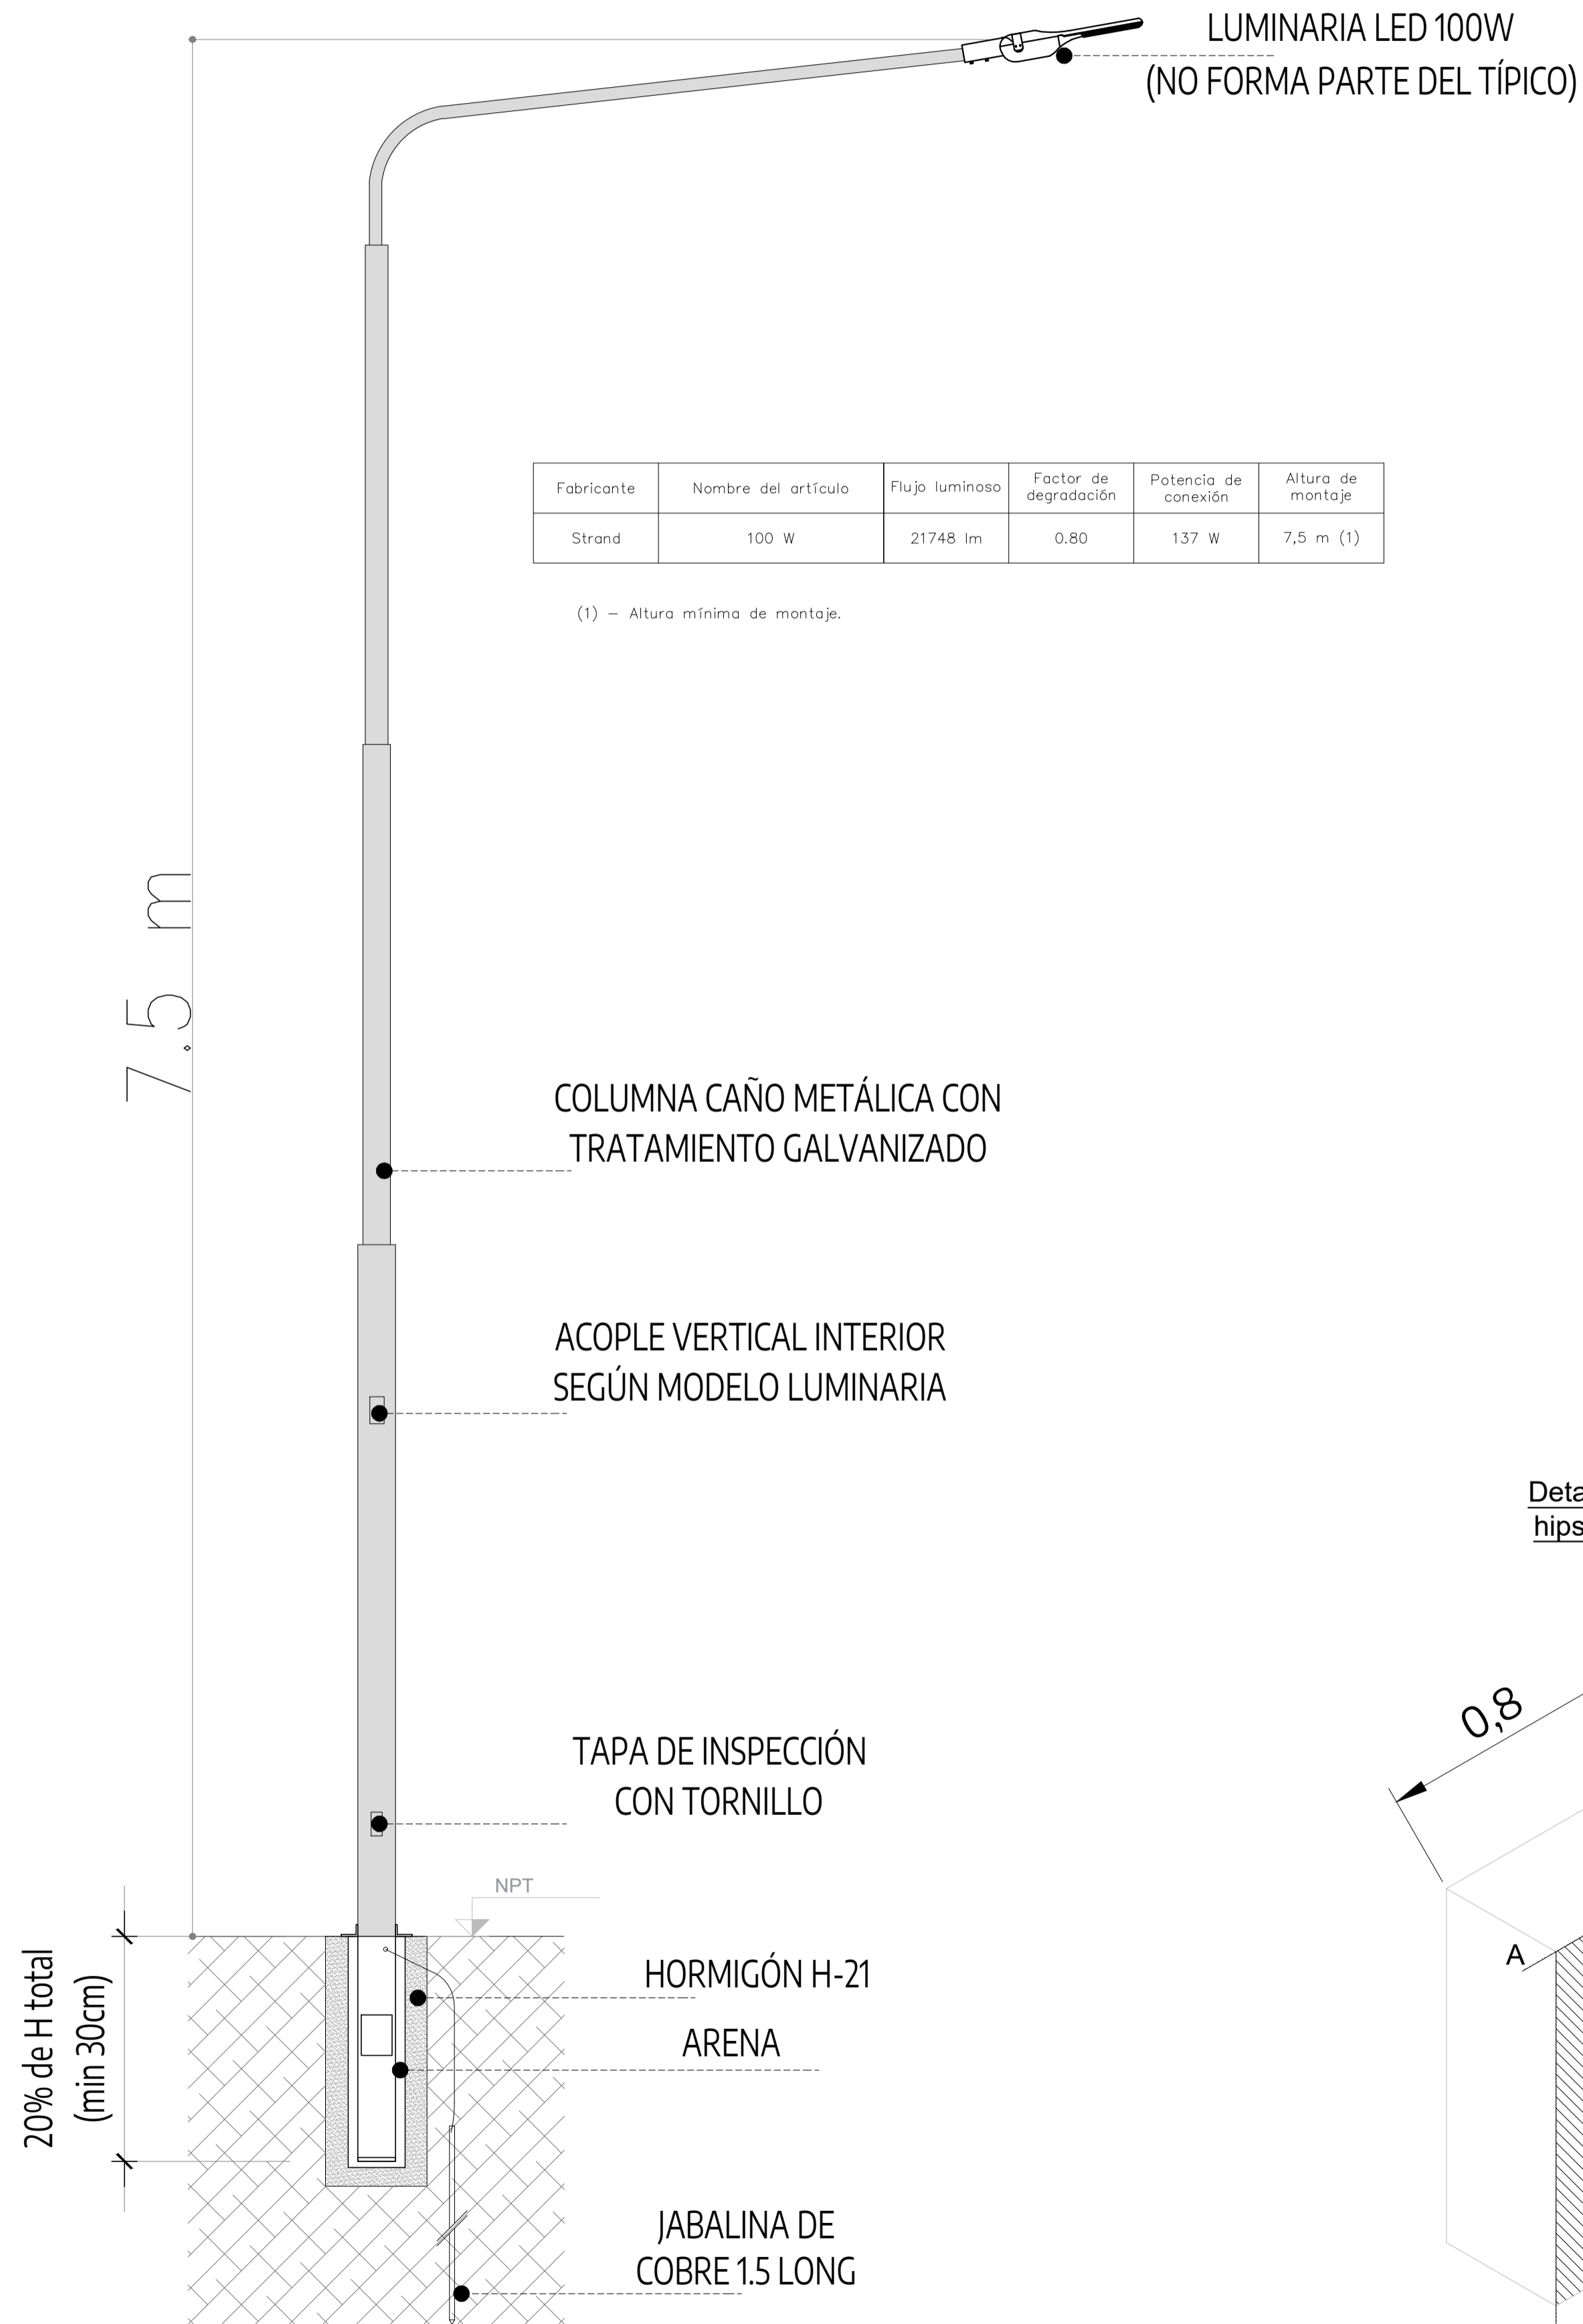 LUMINARIA LED 100W
(NO FORMA PARTE DEL TÍPICO)
Fabricante Nombre del artículo Flujo luminoso Factor de degradación Potencia de conexión Altura de montaje
Strand 100 W 21748 lm 0.80 137 W 7,5 m (1)
(1) – Altura mínima de montaje.
7.5 m
COLUMNA CAÑO METÁLICA CON
TRATAMIENTO GALVANIZADO
ACOPLE VERTICAL INTERIOR
SEGÚN MODELO LUMINARIA
Deta
hips
0,8
TAPA DE INSPECCIÓN
CON TORNILLO
NPT
A
20% de H total
(min 30cm)
HORMIGÓN H-21
ARENA
JABALINA DE
COBRE 1.5 LONG